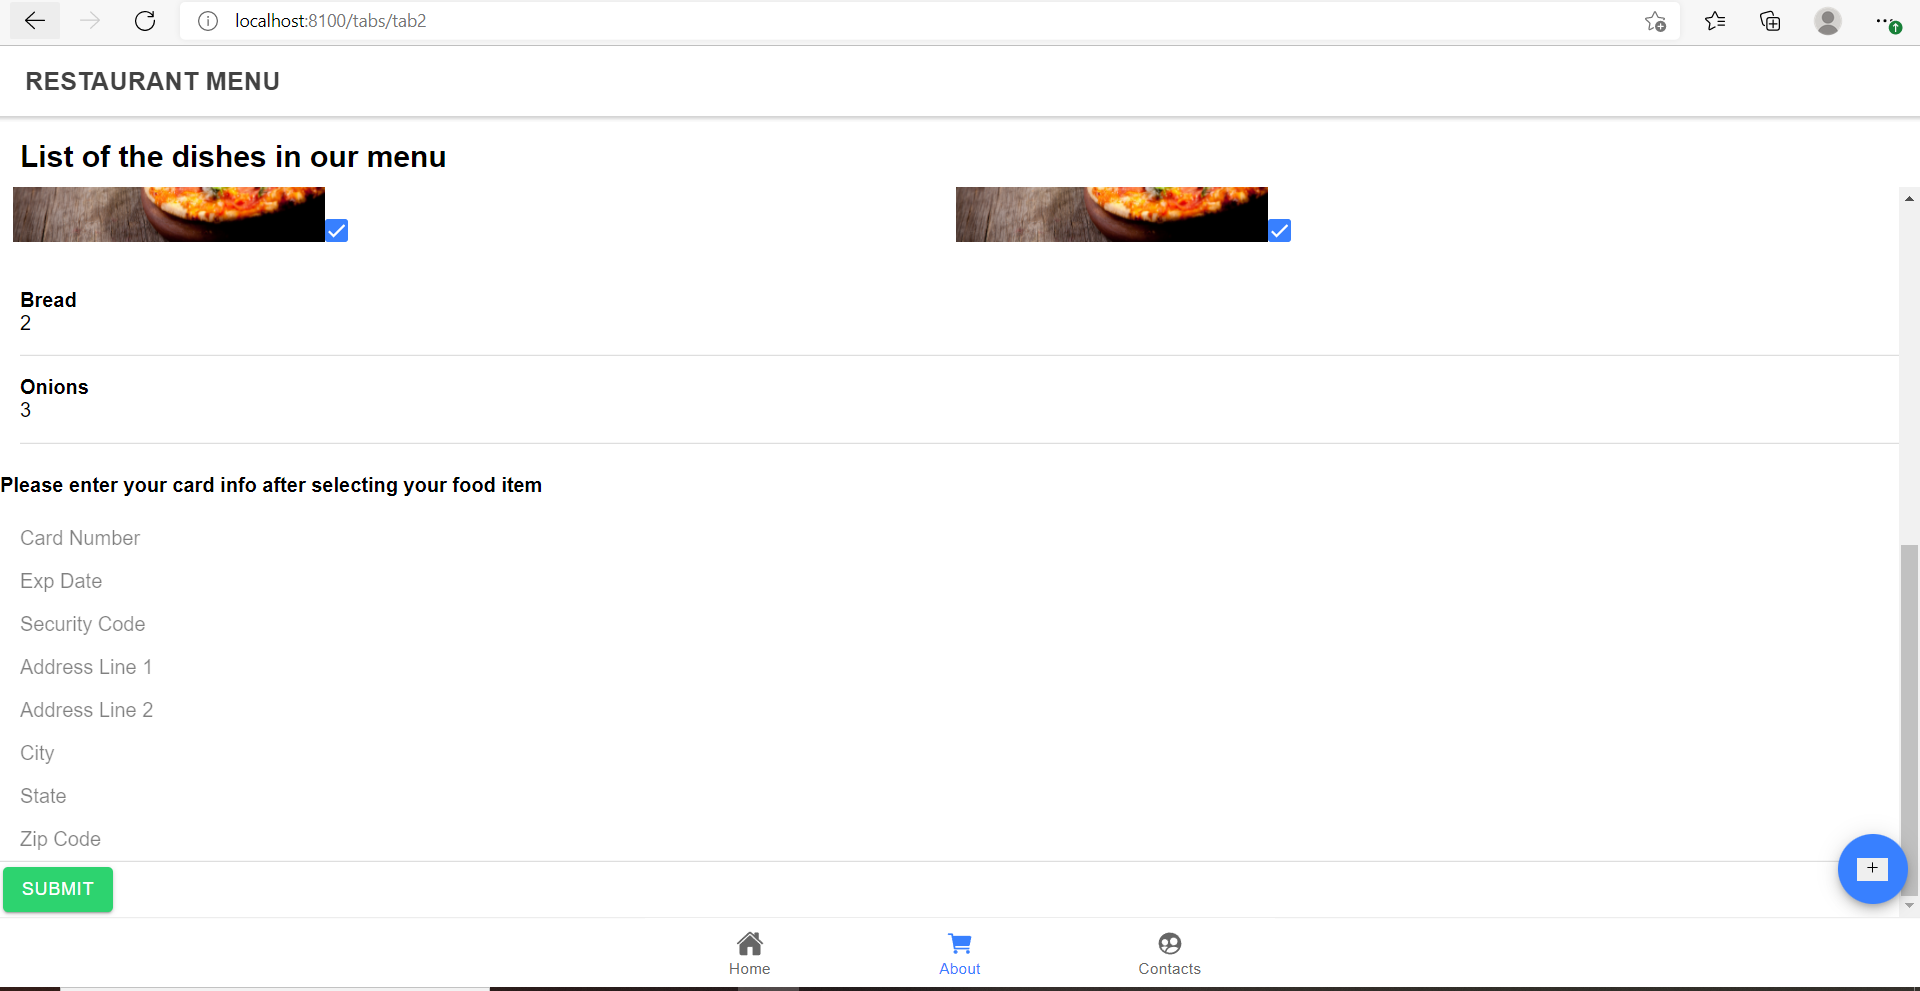 localhost:8100/tabs/tab2
RESTAURANT MENU
List of the dishes in our menu
Bread
2
Onions
3
Please enter your card info after selecting your food item
Card Number
Exp Date
Security Code
Address Line 1
Address Line 2
City
State
Zip Code
+
SUBMIT
Home
About
Contacts